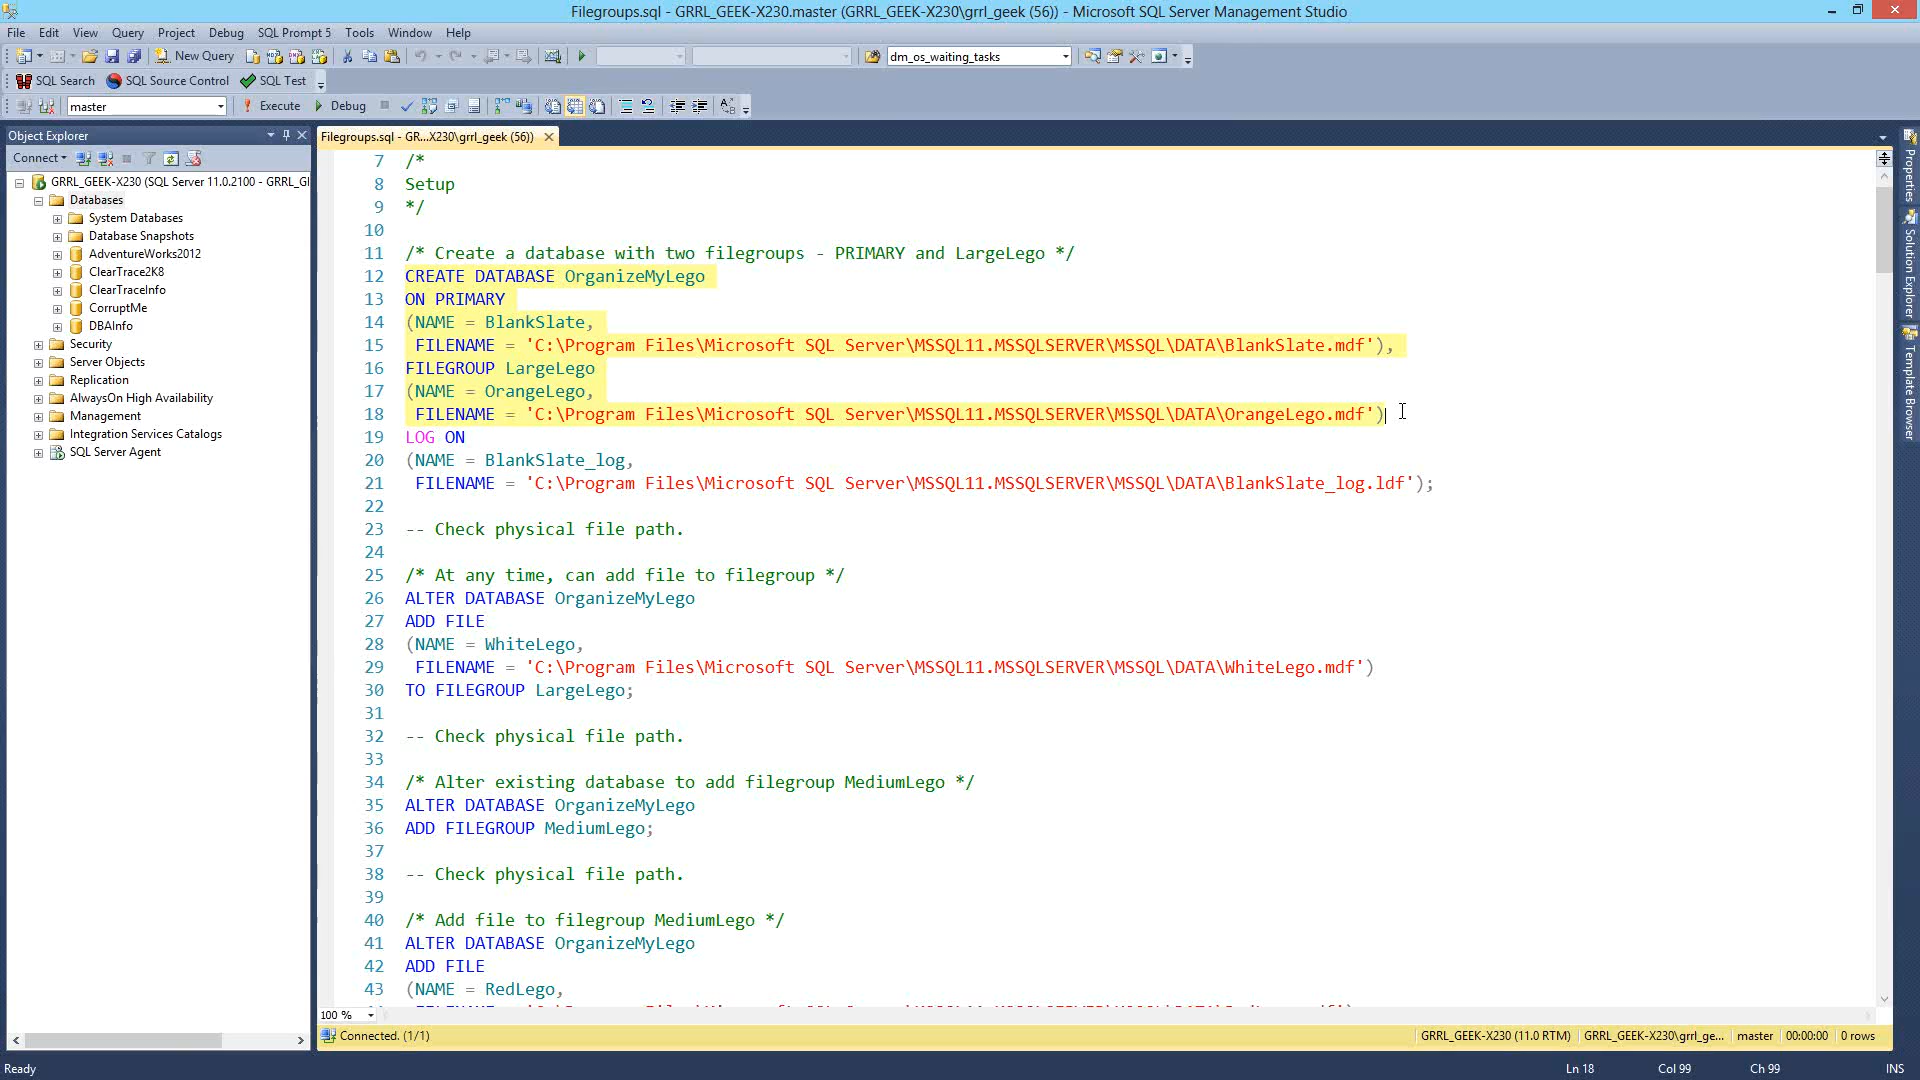 Filegroups.sql - GRRL_GEEK-X230.master (GRRL_GEEK-X230\grrl_geek (56)) - Microsoft SQL Server Management Studio
File Edit View Query Project Debug SQL Prompt 5 Tools Window Help
New Query dm_os_waiting_tasks
SQL Search SQL Source Control SQL Test
master Execute Debug
Object Explorer
Connect
GRRL_GEEK-X230 (SQL Server 11.0.2100 - GRRL_GI
Databases
System Databases
Database Snapshots
AdventureWorks2012
ClearTrace2K8
ClearTraceInfo
CorruptMe
DBAInfo
Security
Server Objects
Replication
AlwaysOn High Availability
Management
Integration Services Catalogs
SQL Server Agent
Filegroups.sql - GR...X230\grrl_geek (56))
7 /*
8 Setup
9 */
10
11 /* Create a database with two filegroups - PRIMARY and LargeLego */
12 CREATE DATABASE OrganizeMyLego
13 ON PRIMARY
14 (NAME = BlankSlate,
15 FILENAME = 'C:\Program Files\Microsoft SQL Server\MSSQL11.MSSQLSERVER\MSSQL\DATA\BlankSlate.mdf'),
16 FILEGROUP LargeLego
17 (NAME = OrangeLego,
18 FILENAME = 'C:\Program Files\Microsoft SQL Server\MSSQL11.MSSQLSERVER\MSSQL\DATA\OrangeLego.mdf')
19 LOG ON
20 (NAME = BlankSlate_log,
21 FILENAME = 'C:\Program Files\Microsoft SQL Server\MSSQL11.MSSQLSERVER\MSSQL\DATA\BlankSlate_log.ldf');
22
23 -- Check physical file path.
24
25 /* At any time, can add file to filegroup */
26 ALTER DATABASE OrganizeMyLego
27 ADD FILE
28 (NAME = WhiteLego,
29 FILENAME = 'C:\Program Files\Microsoft SQL Server\MSSQL11.MSSQLSERVER\MSSQL\DATA\WhiteLego.mdf')
30 TO FILEGROUP LargeLego;
31
32 -- Check physical file path.
33
34 /* Alter existing database to add filegroup MediumLego */
35 ALTER DATABASE OrganizeMyLego
36 ADD FILEGROUP MediumLego;
37
38 -- Check physical file path.
39
40 /* Add file to filegroup MediumLego */
41 ALTER DATABASE OrganizeMyLego
42 ADD FILE
43 (NAME = RedLego,
100 %
Connected. (1/1) GRRL_GEEK-X230 (11.0 RTM) GRRL_GEEK-X230\grrl_ge... master 00:00:00 0 rows
Ready Ln 18 Col 99 Ch 99 INS
Properties
Solution Explorer
Template Browser